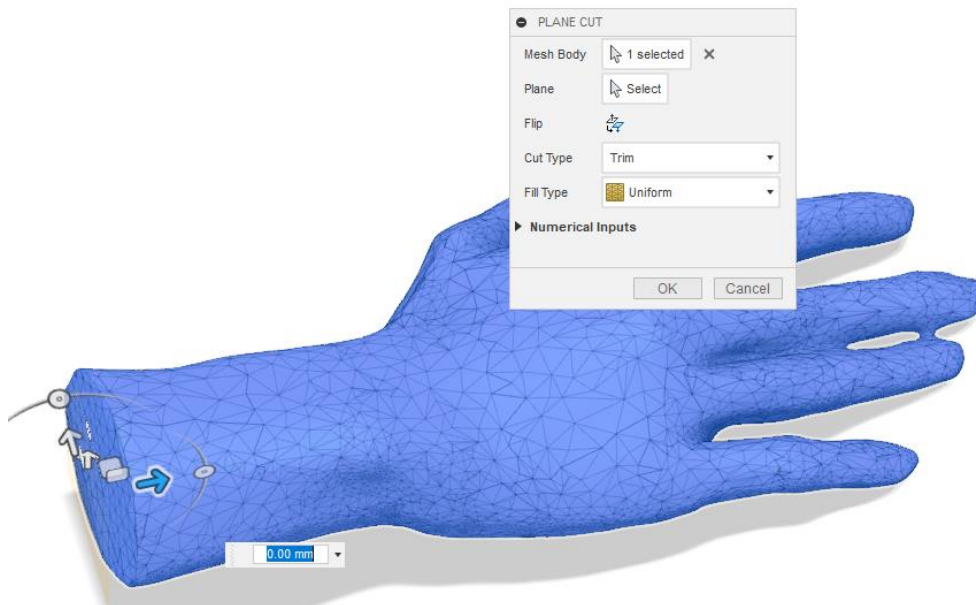 PLANE CUT
Mesh Body 1 selected
Plane Select
Flip
Cut Type Trim
Fill Type Uniform
Numerical Inputs
OK Cancel
0.00 mm